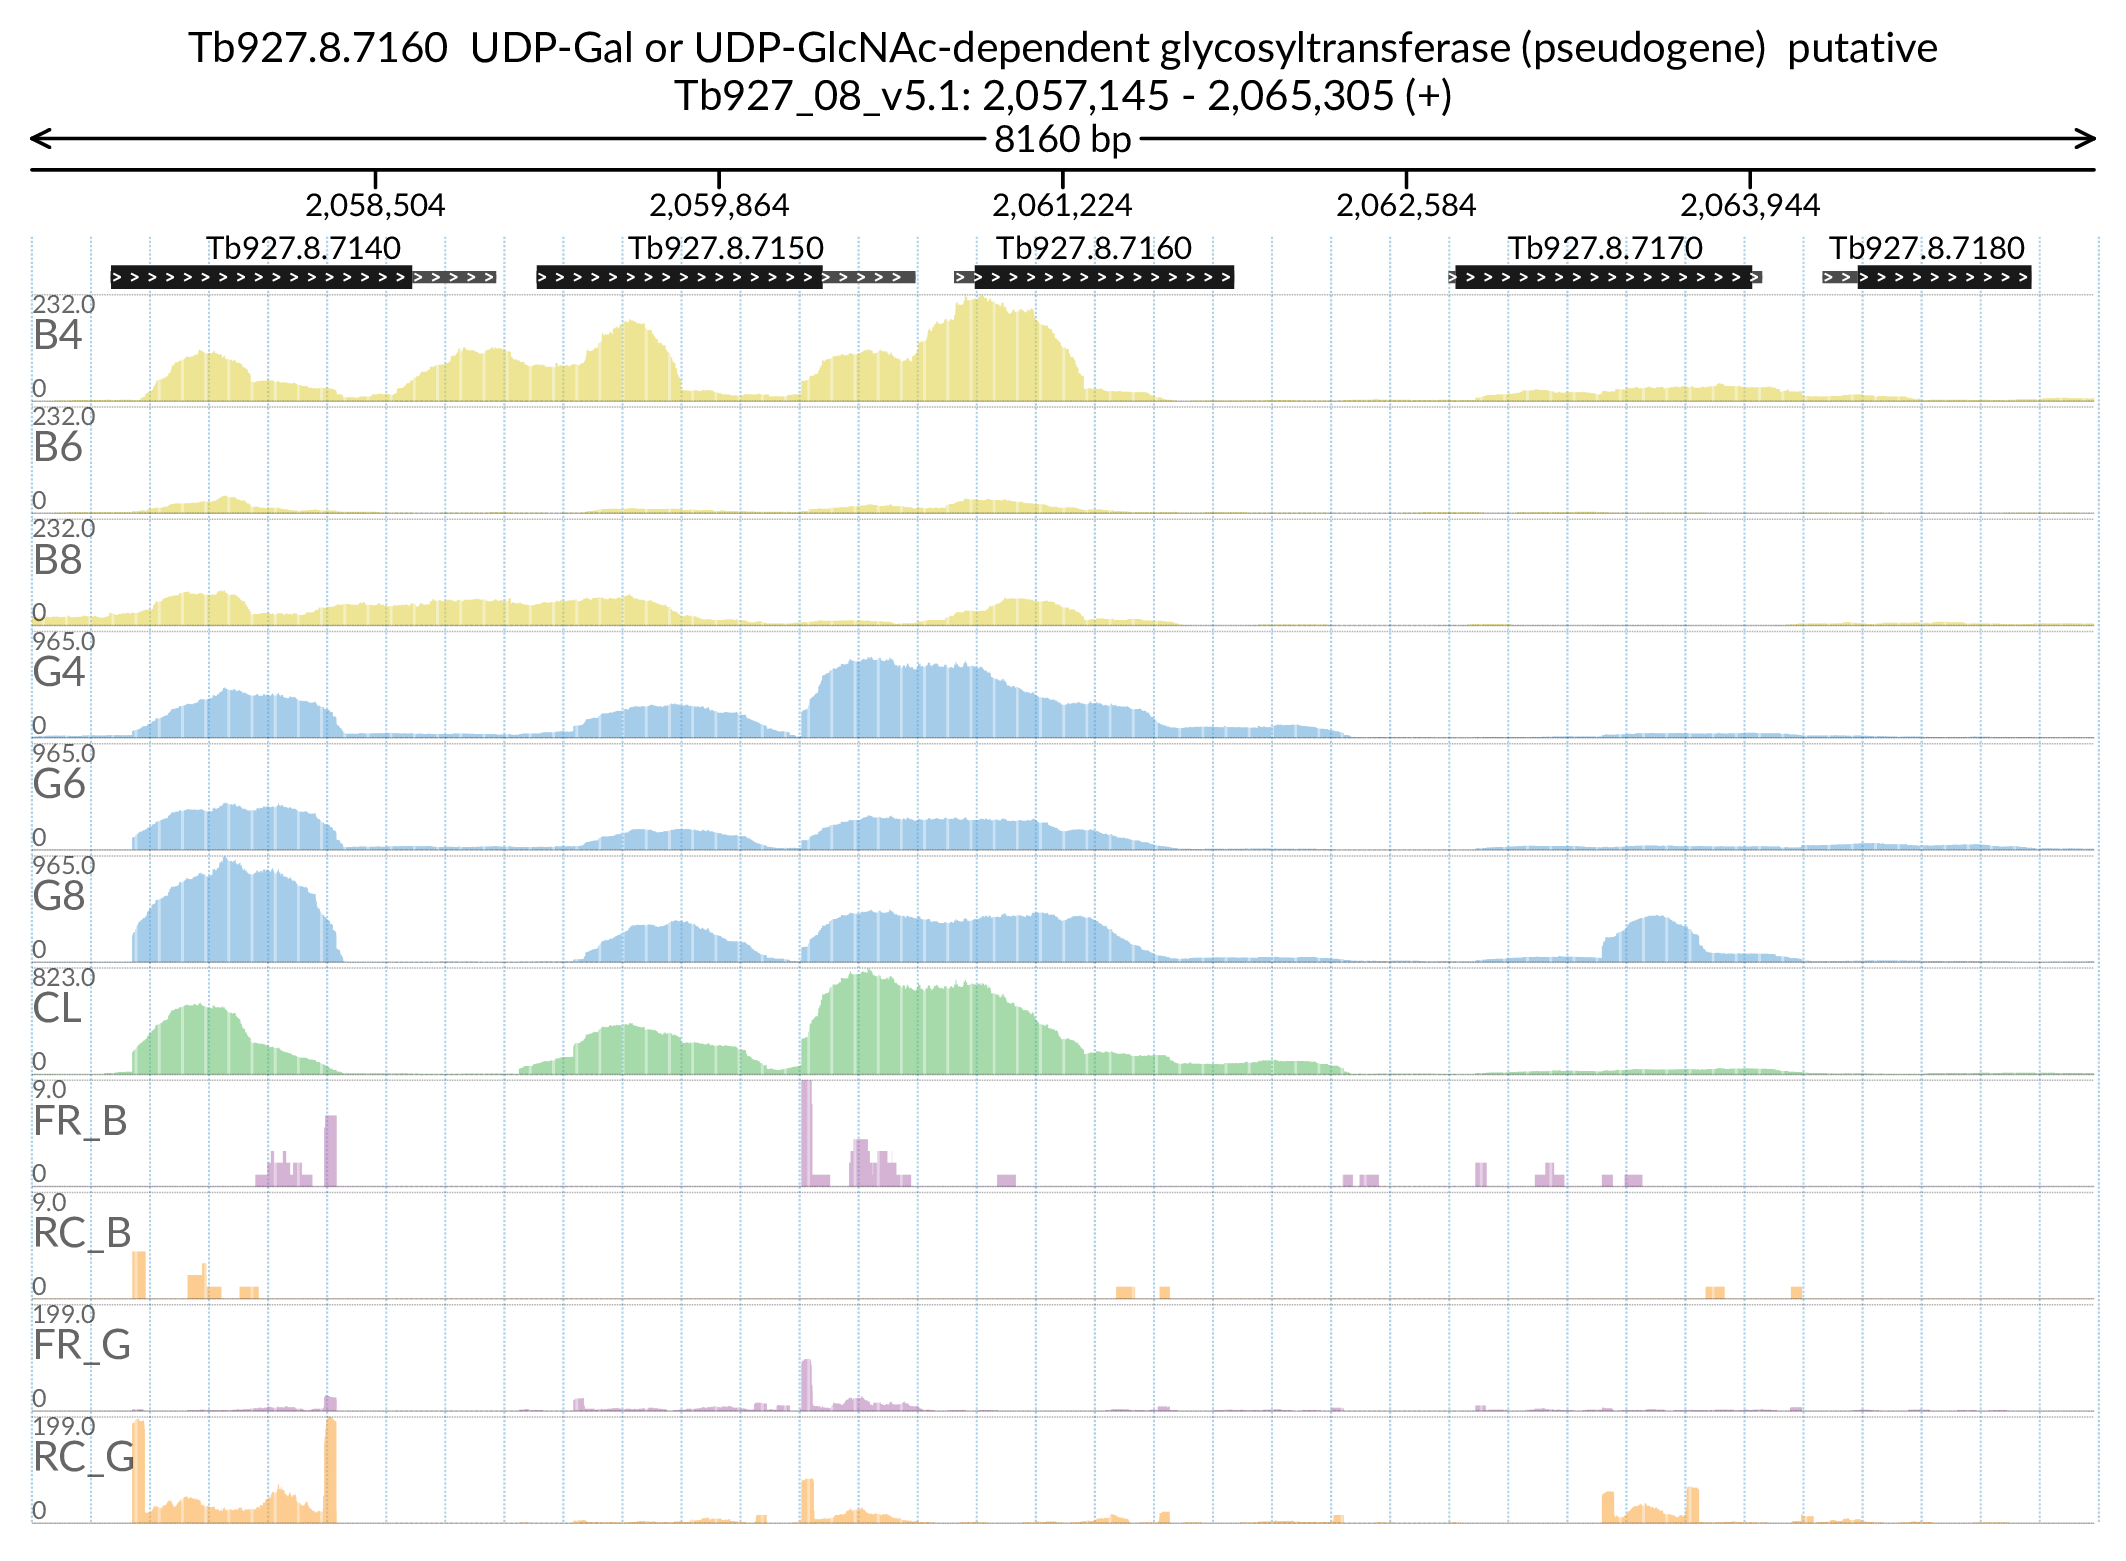 Tb927.8.7160 UDP-Gal or UDP-GlcNAc-dependent glycosyltransferase (pseudogene) putative
Tb927_08_v5.1: 2,057,145 - 2,065,305 (+)
8160 bp
2,058,504 2,059,864 2,061,224 2,062,584 2,063,944
Tb927.8.7140 Tb927.8.7150 Tb927.8.7160 Tb927.8.7170 Tb927.8.7180
232.0
B4
0
232.0
B6
0
232.0
B8
0
965.0
G4
0
965.0
G6
0
965.0
G8
0
823.0
CL
0
9.0
FR_B
0
9.0
RC_B
0
199.0
FR_G
0
199.0
RC_G
0